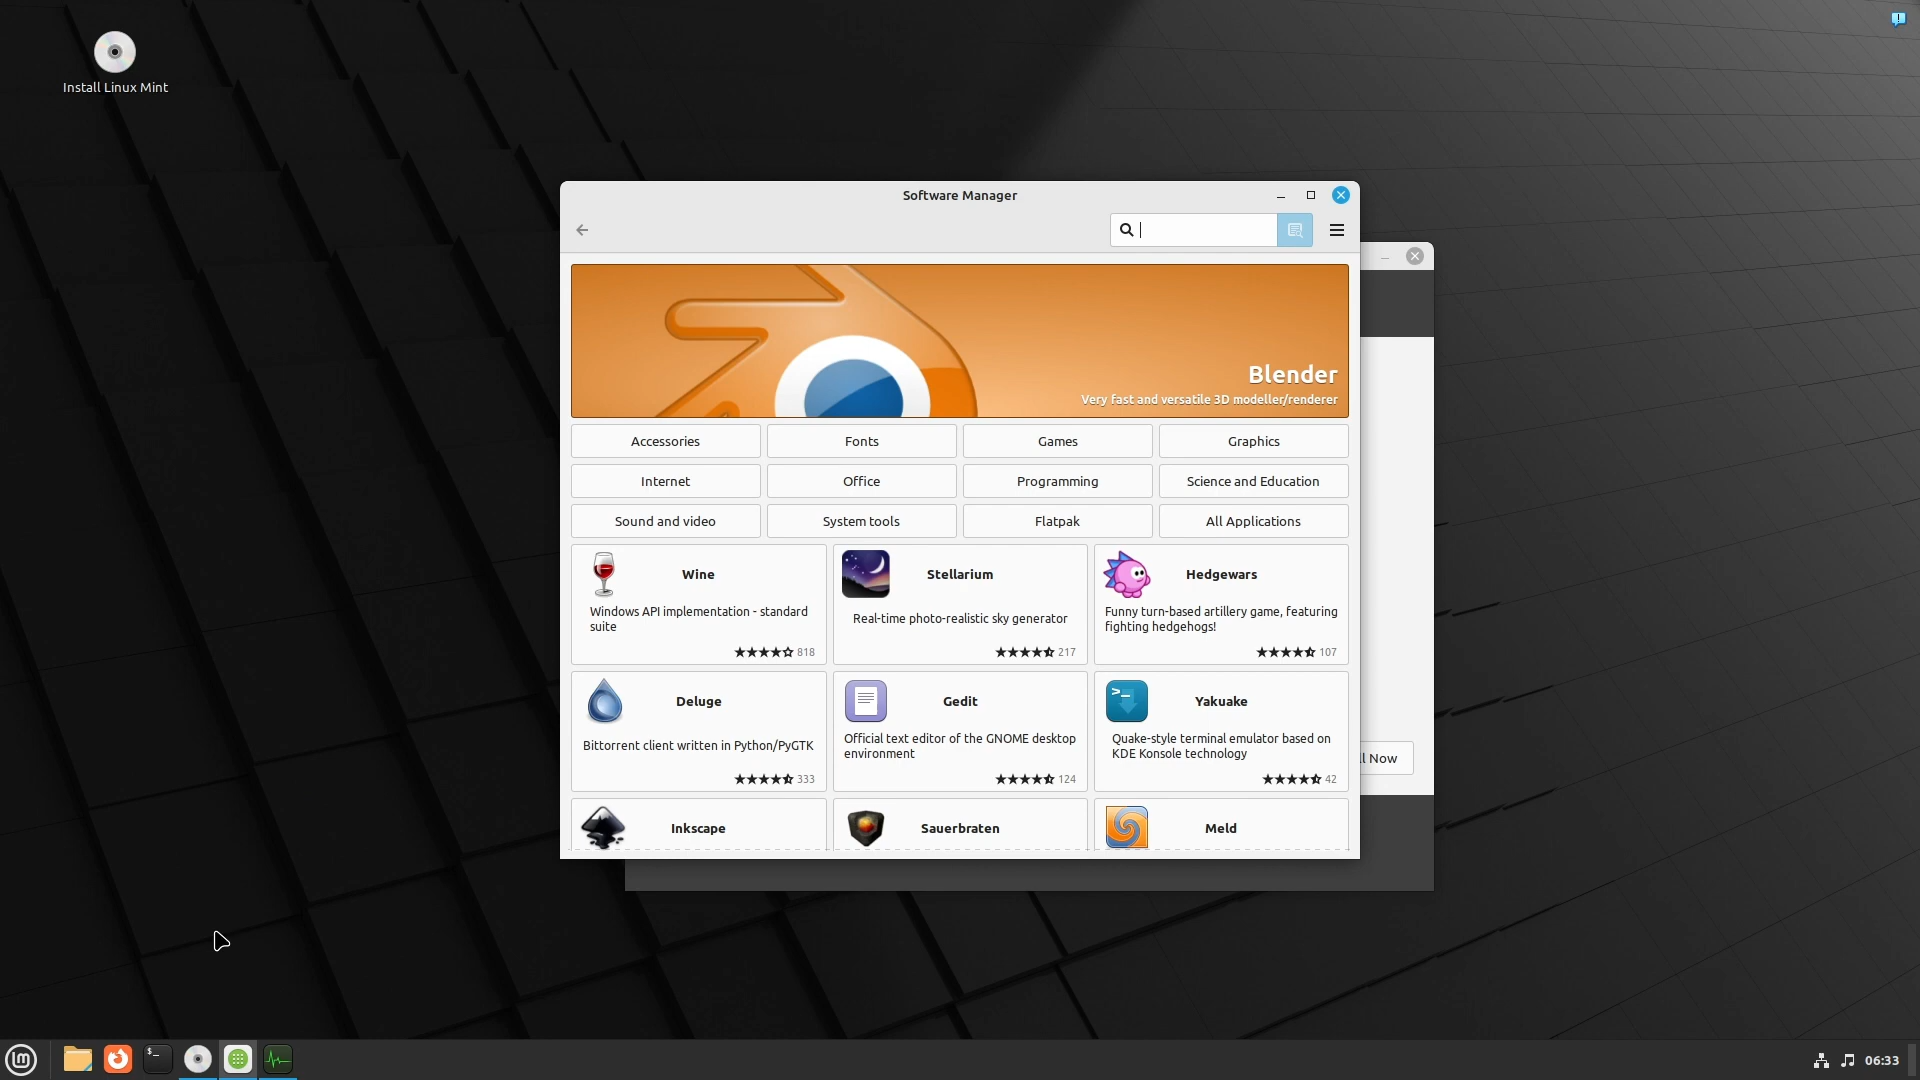 Install Linux Mint
Software Manager
Blender
Very fast and versatile 3D modeller/renderer
Accessories
Fonts
Games
Graphics
Internet
Office
Programming
Science and Education
Sound and video
System tools
Flatpak
All Applications
Wine
Windows API implementation - standard
suite
818
Stellarium
Real-time photo-realistic sky generator
217
Hedgewars
Funny turn-based artillery game, featuring
fighting hedgehogs!
107
Deluge
Bittorrent client written in Python/PyGTK
333
Gedit
Official text editor of the GNOME desktop
environment
124
Yakuake
Quake-style terminal emulator based on
KDE Konsole technology
42
ll Now
Inkscape
Sauerbraten
Meld
06:33